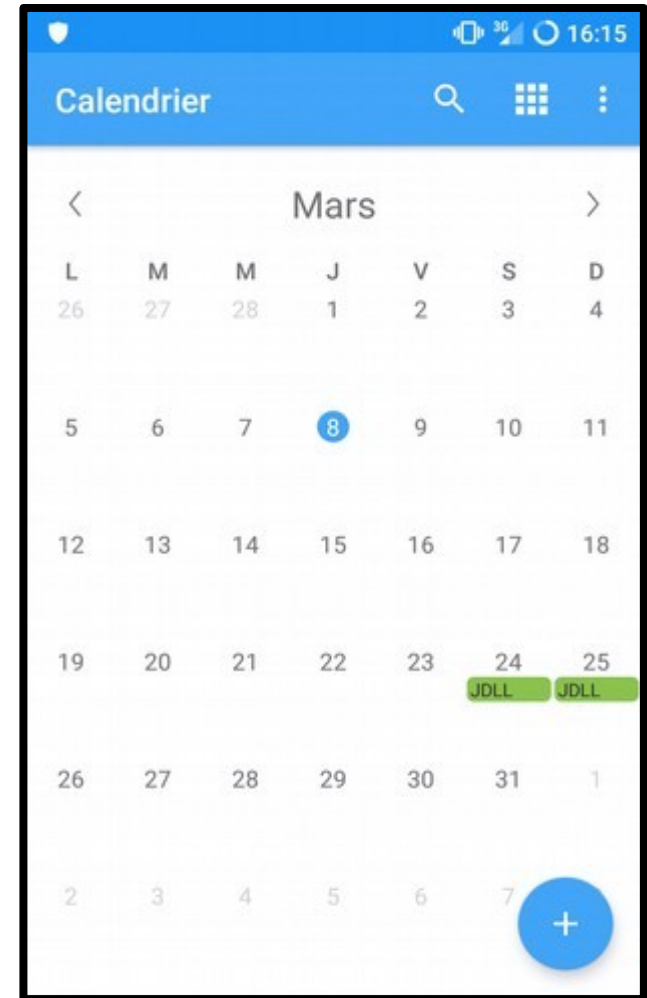 3G 16:15
Calendrier
Mars
L M M J V S D
26 27 28 1 2 3 4
5 6 7 8 9 10 11
12 13 14 15 16 17 18
19 20 21 22 23 24 25
JDLL JDLL
26 27 28 29 30 31 1
2 3 4 5 6 7
+